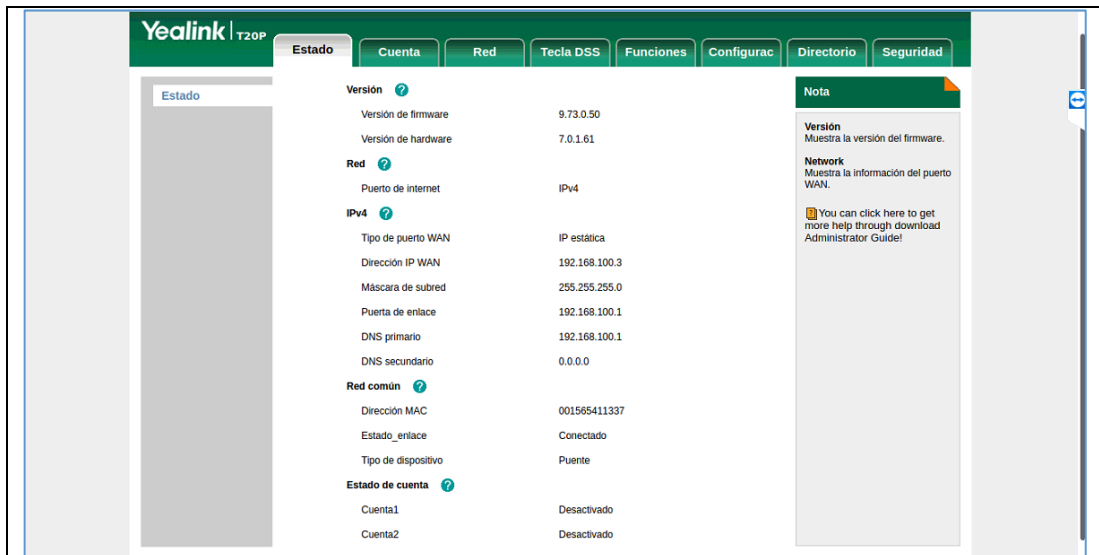 Yealink | T20P
Estado Cuenta Red Tecla DSS Funciones Configurac Directorio Seguridad
Estado
Versión ?
Versión de firmware 9.73.0.50
Versión de hardware 7.0.1.61
Red ?
Puerto de internet IPv4
IPv4 ?
Tipo de puerto WAN IP estática
Dirección IP WAN 192.168.100.3
Máscara de subred 255.255.255.0
Puerta de enlace 192.168.100.1
DNS primario 192.168.100.1
DNS secundario 0.0.0.0
Red común ?
Dirección MAC 001565411337
Estado_enlace Conectado
Tipo de dispositivo Puente
Estado de cuenta ?
Cuenta1 Desactivado
Cuenta2 Desactivado
Nota
Versión
Muestra la versión del firmware.
Network
Muestra la información del puerto
WAN.
? You can click here to get
more help through download
Administrator Guide!